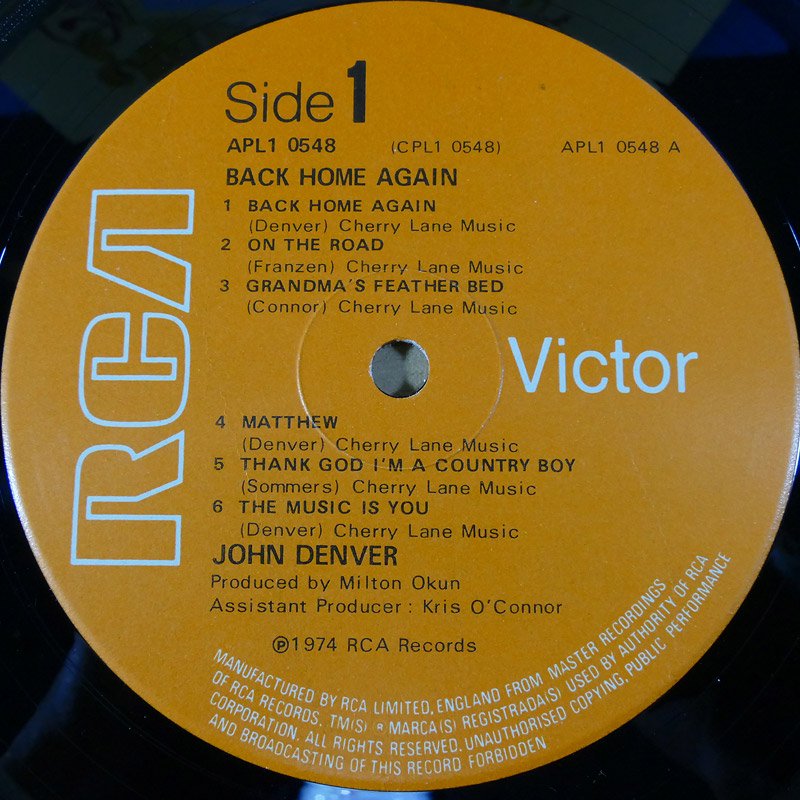 Side 1
APL1 0548 (CPL1 0548) APL1 0548 A
BACK HOME AGAIN
1 BACK HOME AGAIN
(Denver) Cherry Lane Music
2 ON THE ROAD
(Franzen) Cherry Lane Music
3 GRANDMA'S FEATHER BED
(Connor) Cherry Lane Music
RCA
Victor
4 MATTHEW
(Denver) Cherry Lane Music
5 THANK GOD I'M A COUNTRY BOY
(Sommers) Cherry Lane Music
6 THE MUSIC IS YOU
(Denver) Cherry Lane Music
JOHN DENVER
Produced by Milton Okun
Assistant Producer : Kris O'Connor
℗1974 RCA Records
MANUFACTURED BY RCA LIMITED, ENGLAND FROM MASTER RECORDINGS
OF RCA RECORDS. TM(S) ® MARCA(S) REGISTRADA(S) USED BY AUTHORITY OF RCA
CORPORATION. ALL RIGHTS RESERVED. UNAUTHORISED COPYING, PUBLIC PERFORMANCE
AND BROADCASTING OF THIS RECORD FORBIDDEN.